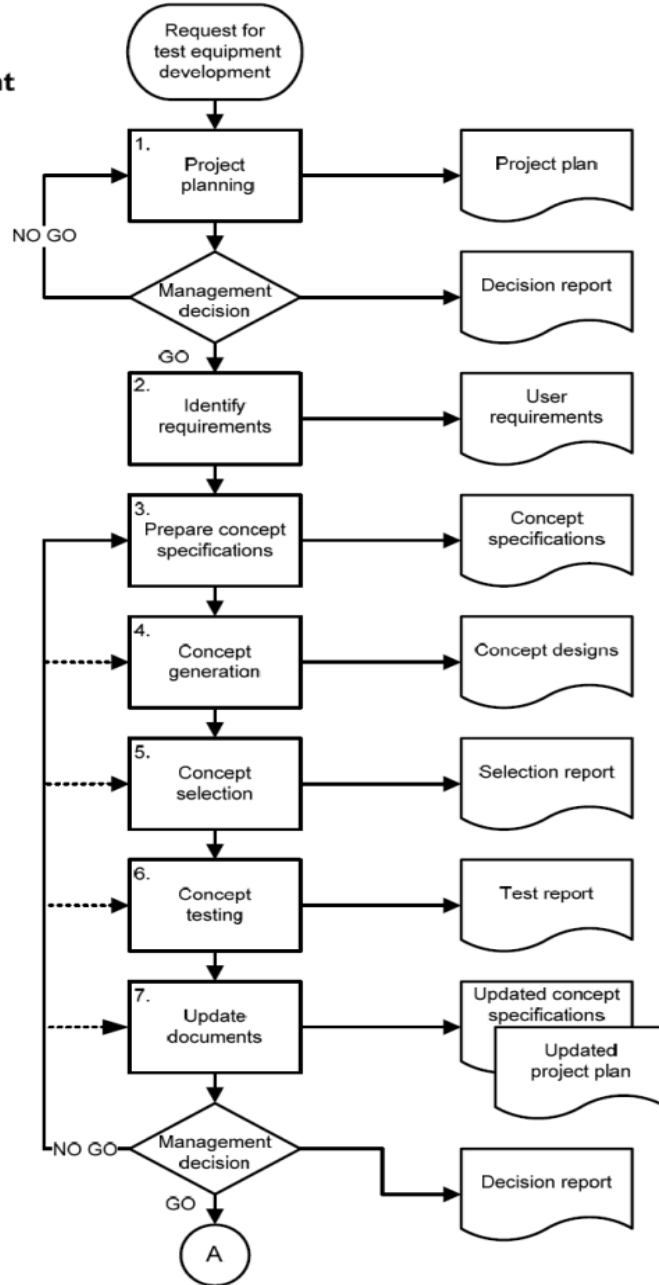 Request for
test equipment
development
nt
1.
Project
planning
Project plan
NO GO
Management
decision
Decision report
GO
2.
Identify
requirements
User
requirements
3.
Prepare concept
specifications
Concept
specifications
4.
Concept
generation
Concept designs
5.
Concept
selection
Selection report
6.
Concept
testing
Test report
7.
Update
documents
Updated concept
specifications
Updated
project plan
NO GO
Management
decision
Decision report
GO
A